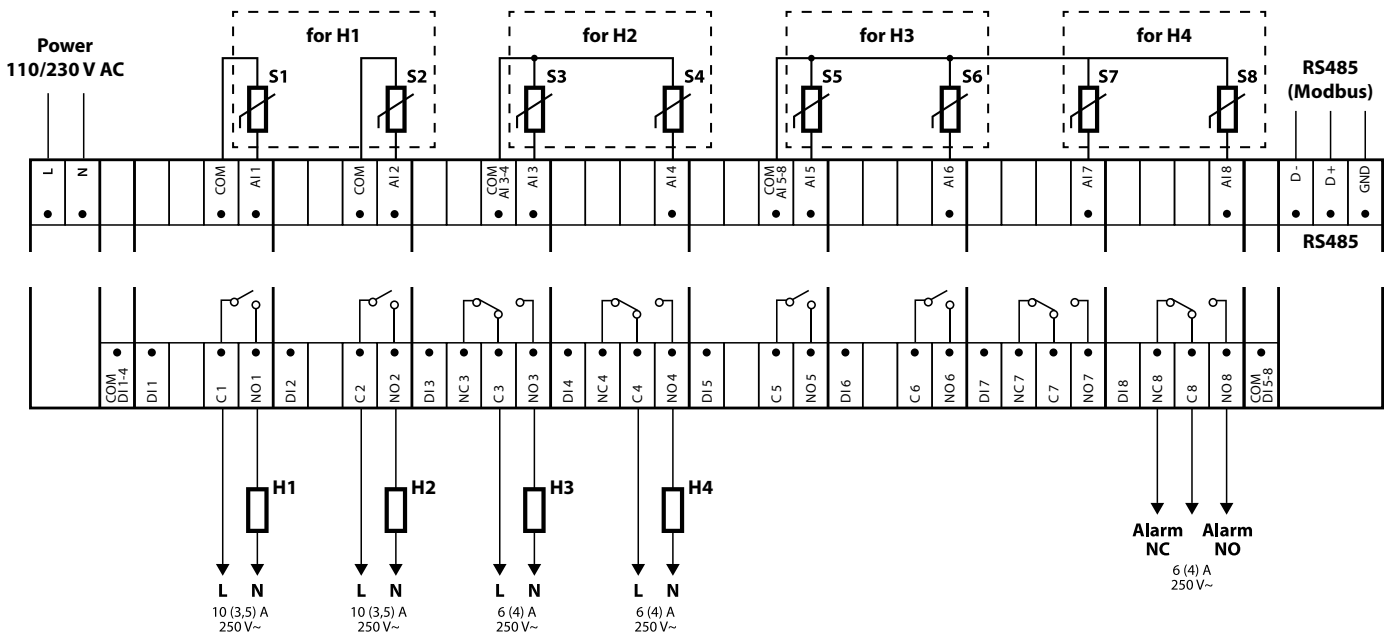 for H1
for H2
for H3
for H4
Power
110/230 V AC
RS485
(Modbus)
S1
S2
S3
S4
S5
S6
S7
S8
L
N
COM
AI 1
COM
AI 2
COM
AI 3-4
AI 3
AI 4
COM
AI 5-8
AI 5
AI 6
AI 7
AI 8
D -
D +
GND
RS485
COM
DI 1-4
DI 1
C 1
NO 1
DI 2
C 2
NO 2
DI 3
NC 3
C 3
NO 3
DI 4
NC 4
C 4
NO 4
DI 5
C 5
NO 5
DI 6
C 6
NO 6
DI 7
NC 7
C 7
NO 7
DI 8
NC 8
C 8
NO 8
COM
DI 5-8
H1
H2
H3
H4
L N
10 (3,5) A
250 V~
L N
10 (3,5) A
250 V~
L N
6 (4) A
250 V~
L N
6 (4) A
250 V~
Alarm
NC
Alarm
NO
6 (4) A
250 V~